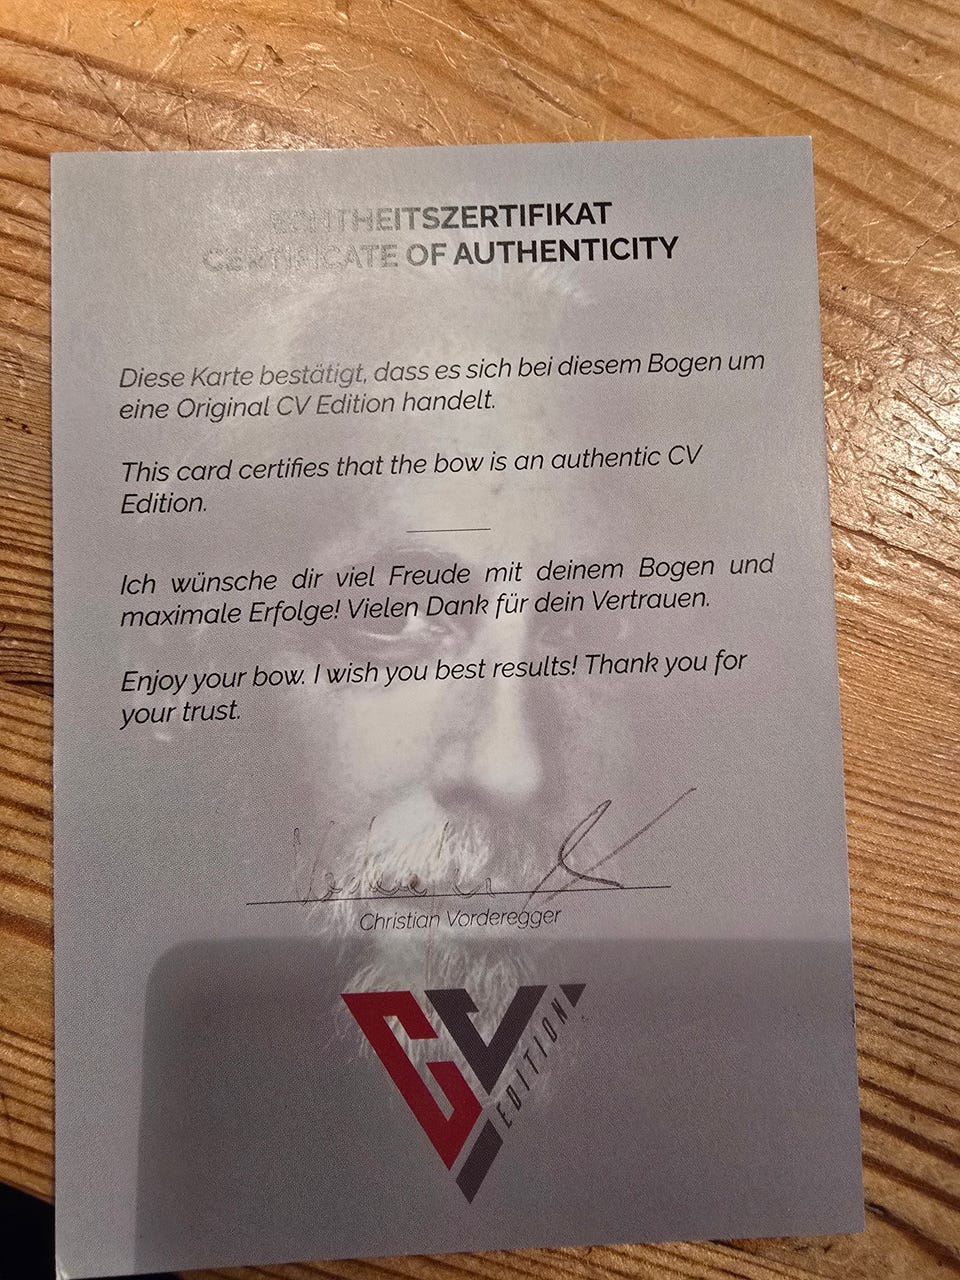 ECHTHEITSZERTIFIKAT
CERTIFICATE OF AUTHENTICITY
Diese Karte bestätigt, dass es sich bei diesem Bogen um
eine Original CV Edition handelt.
This card certifies that the bow is an authentic CV
Edition.
Ich wünsche dir viel Freude mit deinem Bogen und
maximale Erfolge! Vielen Dank für dein Vertrauen.
Enjoy your bow. I wish you best results! Thank you for
your trust.
Christian Vorderegger
CV
EDITION